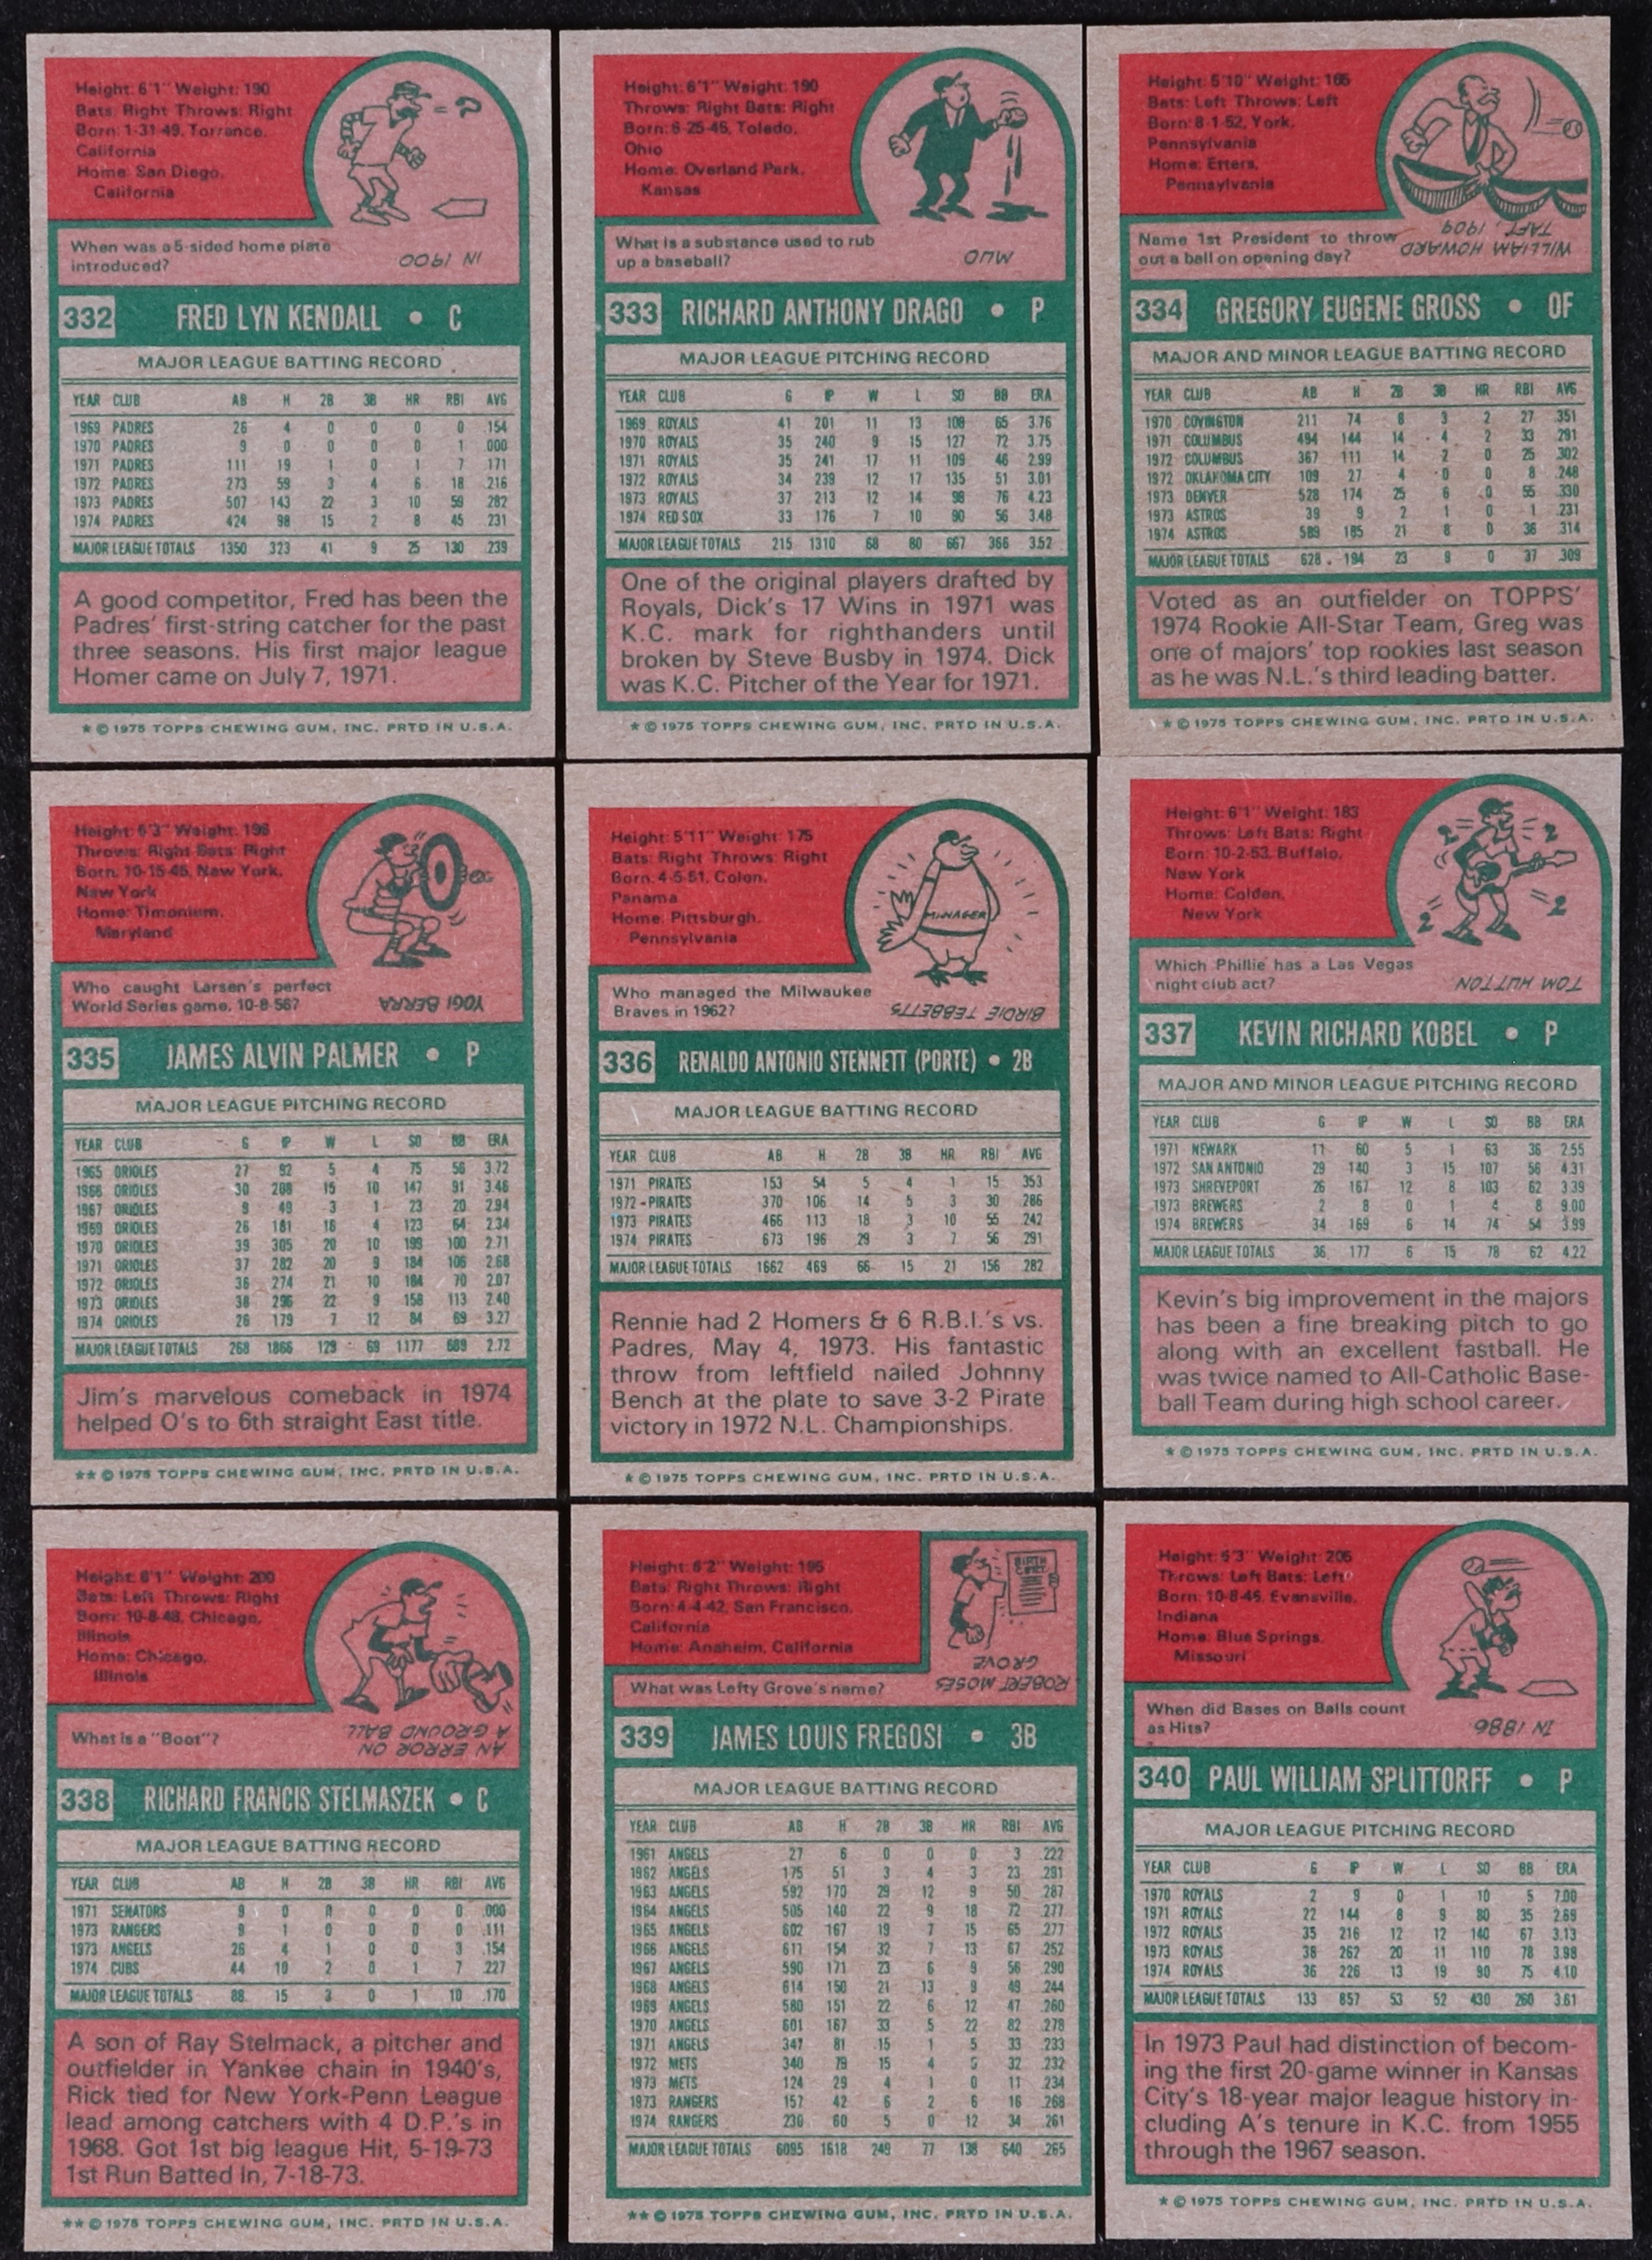 Height: 6'1" Weight: 190
Bats: Right Throws: Right
Born: 1-31-49, Torrance,
California
Home: San Diego,
California
When was a 5-sided home plate
introduced?
IN 1900
332 FRED LYN KENDALL • C
MAJOR LEAGUE BATTING RECORD
YEAR CLUB AB H 2B 3B HR RBI AVG
1969 PADRES 26 4 0 0 0 0 .154
1970 PADRES 9 0 0 0 0 1 .000
1971 PADRES 111 19 1 0 1 7 .171
1972 PADRES 273 59 3 4 6 18 .216
1973 PADRES 507 143 22 3 10 59 .282
1974 PADRES 424 98 15 2 8 45 .231
MAJOR LEAGUE TOTALS 1350 323 41 9 25 130 .239
A good competitor, Fred has been the
Padres' first-string catcher for the past
three seasons. His first major league
Homer came on July 7, 1971.
* © 1975 TOPPS CHEWING GUM, INC. PRTD IN U.S.A.
Height: 6'1" Weight: 190
Throws: Right Bats: Right
Born: 6-25-45, Toledo,
Ohio
Home: Overland Park,
Kansas
What is a substance used to rub
up a baseball?
MUD
333 RICHARD ANTHONY DRAGO • P
MAJOR LEAGUE PITCHING RECORD
YEAR CLUB G IP W L SO BB ERA
1969 ROYALS 41 201 11 13 108 65 3.76
1970 ROYALS 35 240 9 15 127 72 3.75
1971 ROYALS 35 241 17 11 109 46 2.99
1972 ROYALS 34 239 12 17 135 51 3.01
1973 ROYALS 37 213 12 14 98 76 4.23
1974 RED SOX 33 176 7 10 90 56 3.48
MAJOR LEAGUE TOTALS 215 1310 68 80 667 366 3.52
One of the original players drafted by
Royals, Dick's 17 Wins in 1971 was
K.C. mark for righthanders until
broken by Steve Busby in 1974. Dick
was K.C. Pitcher of the Year for 1971.
* © 1975 TOPPS CHEWING GUM, INC. PRTD IN U.S.A.
Height: 5'10" Weight: 165
Bats: Left Throws: Left
Born: 8-1-52, York,
Pennsylvania
Home: Etters,
Pennsylvania
Name 1st President to throw
out a ball on opening day?
WILLIAM HOWARD
TAFT, 1909
334 GREGORY EUGENE GROSS • OF
MAJOR AND MINOR LEAGUE BATTING RECORD
YEAR CLUB AB H 2B 3B HR RBI AVG
1970 COVINGTON 211 74 8 3 2 27 .351
1971 COLUMBUS 494 144 14 4 2 33 .291
1972 COLUMBUS 367 111 14 2 0 25 .302
1972 OKLAHOMA CITY 109 27 4 0 0 8 .248
1973 DENVER 528 174 25 6 0 55 .330
1973 ASTROS 39 9 2 1 0 1 .231
1974 ASTROS 589 185 21 8 0 36 .314
MAJOR LEAGUE TOTALS 628 194 23 9 0 37 .309
Voted as an outfielder on TOPPS'
1974 Rookie All-Star Team, Greg was
one of majors' top rookies last season
as he was N.L.'s third leading batter.
* © 1975 TOPPS CHEWING GUM, INC. PRTD IN U.S.A.
Height: 6'3" Weight: 196
Throws: Right Bats: Right
Born: 10-15-45, New York,
New York
Home: Timonium,
Maryland
Who caught Larsen's perfect
World Series game, 10-8-56?
YOGI BERRA
335 JAMES ALVIN PALMER • P
MAJOR LEAGUE PITCHING RECORD
YEAR CLUB G IP W L SO BB ERA
1965 ORIOLES 27 92 5 4 75 56 3.72
1966 ORIOLES 30 208 15 10 147 91 3.46
1967 ORIOLES 9 49 3 1 23 20 2.94
1969 ORIOLES 26 181 16 4 123 64 2.34
1970 ORIOLES 39 305 20 10 199 100 2.71
1971 ORIOLES 37 282 20 9 184 106 2.68
1972 ORIOLES 36 274 21 10 184 70 2.07
1973 ORIOLES 38 296 22 9 158 113 2.40
1974 ORIOLES 26 179 7 12 84 69 3.27
MAJOR LEAGUE TOTALS 268 1866 129 69 1177 689 2.72
Jim's marvelous comeback in 1974
helped O's to 6th straight East title.
** © 1975 TOPPS CHEWING GUM, INC. PRTD IN U.S.A.
Height: 5'11" Weight: 175
Bats: Right Throws: Right
Born: 4-5-51, Colon,
Panama
Home: Pittsburgh,
Pennsylvania
MANAGER
Who managed the Milwaukee
Braves in 1962?
BIRDIE TEBBETTS
336 RENALDO ANTONIO STENNETT (PORTE) • 2B
MAJOR LEAGUE BATTING RECORD
YEAR CLUB AB H 2B 3B HR RBI AVG
1971 PIRATES 153 54 5 4 1 15 .353
1972 PIRATES 370 106 14 5 3 30 .286
1973 PIRATES 466 113 18 3 10 55 .242
1974 PIRATES 673 196 29 3 7 56 .291
MAJOR LEAGUE TOTALS 1662 469 66 15 21 156 .282
Rennie had 2 Homers & 6 R.B.I.'s vs.
Padres, May 4, 1973. His fantastic
throw from leftfield nailed Johnny
Bench at the plate to save 3-2 Pirate
victory in 1972 N.L. Championships.
* © 1975 TOPPS CHEWING GUM, INC. PRTD IN U.S.A.
Height: 6'1" Weight: 183
Throws: Left Bats: Right
Born: 10-2-53, Buffalo,
New York
Home: Colden,
New York
Which Phillie has a Las Vegas
night club act?
TOM HUTTON
337 KEVIN RICHARD KOBEL • P
MAJOR AND MINOR LEAGUE PITCHING RECORD
YEAR CLUB G IP W L SO BB ERA
1971 NEWARK 11 60 5 1 63 36 2.55
1972 SAN ANTONIO 29 140 3 15 107 56 4.31
1973 SHREVEPORT 26 167 12 8 103 62 3.39
1973 BREWERS 2 8 0 1 4 8 9.00
1974 BREWERS 34 169 6 14 74 54 3.99
MAJOR LEAGUE TOTALS 36 177 6 15 78 62 4.22
Kevin's big improvement in the majors
has been a fine breaking pitch to go
along with an excellent fastball. He
was twice named to All-Catholic Base-
ball Team during high school career.
* © 1975 TOPPS CHEWING GUM, INC. PRTD IN U.S.A.
Height: 6'1" Weight: 200
Bats: Left Throws: Right
Born: 10-8-48, Chicago,
Illinois
Home: Chicago,
Illinois
What is a "Boot"?
AN ERROR ON
A GROUND BALL
338 RICHARD FRANCIS STELMASZEK • C
MAJOR LEAGUE BATTING RECORD
YEAR CLUB AB H 2B 3B HR RBI AVG
1971 SENATORS 9 0 0 0 0 0 .000
1973 RANGERS 9 1 0 0 0 0 .111
1973 ANGELS 26 4 1 0 0 3 .154
1974 CUBS 44 10 2 0 1 7 .227
MAJOR LEAGUE TOTALS 88 15 3 0 1 10 .170
A son of Ray Stelmack, a pitcher and
outfielder in Yankee chain in 1940's,
Rick tied for New York-Penn League
lead among catchers with 4 D.P.'s in
1968. Got 1st big league Hit, 5-19-73
1st Run Batted In, 7-18-73.
** © 1975 TOPPS CHEWING GUM, INC. PRTD IN U.S.A.
Height: 6'2" Weight: 195
Bats: Right Throws: Right
Born: 4-4-42, San Francisco,
California
Home: Anaheim, California
BIRTH
CERT.
What was Lefty Grove's name?
ROBERT MOSES
GROVE
339 JAMES LOUIS FREGOSI • 3B
MAJOR LEAGUE BATTING RECORD
YEAR CLUB AB H 2B 3B HR RBI AVG
1961 ANGELS 27 6 0 0 0 3 .222
1962 ANGELS 175 51 3 4 3 23 .291
1963 ANGELS 592 170 29 12 9 50 .287
1964 ANGELS 505 140 22 9 18 72 .277
1965 ANGELS 602 167 19 7 15 65 .277
1966 ANGELS 611 154 32 7 13 67 .252
1967 ANGELS 590 171 23 6 9 56 .290
1968 ANGELS 614 150 21 13 9 49 .244
1969 ANGELS 580 151 22 6 12 47 .260
1970 ANGELS 601 167 33 5 22 82 .278
1971 ANGELS 347 81 15 1 5 33 .233
1972 METS 340 79 15 4 5 32 .232
1973 METS 124 29 4 1 0 11 .234
1973 RANGERS 157 42 6 2 6 16 .268
1974 RANGERS 230 60 5 0 12 34 .261
MAJOR LEAGUE TOTALS 6095 1618 249 77 138 640 .265
** © 1975 TOPPS CHEWING GUM, INC. PRTD IN U.S.A.
Height: 6'3" Weight: 205
Throws: Left Bats: Left
Born: 10-8-46, Evansville,
Indiana
Home: Blue Springs,
Missouri
When did Bases on Balls count
as Hits?
IN 1886
340 PAUL WILLIAM SPLITTORFF • P
MAJOR LEAGUE PITCHING RECORD
YEAR CLUB G IP W L SO BB ERA
1970 ROYALS 2 9 0 1 10 5 7.00
1971 ROYALS 22 144 8 9 80 35 2.69
1972 ROYALS 35 216 12 12 140 67 3.13
1973 ROYALS 38 262 20 11 110 78 3.98
1974 ROYALS 36 226 13 19 90 75 4.10
MAJOR LEAGUE TOTALS 133 857 53 52 430 260 3.61
In 1973 Paul had distinction of becom-
ing the first 20-game winner in Kansas
City's 18-year major league history in-
cluding A's tenure in K.C. from 1955
through the 1967 season.
* © 1975 TOPPS CHEWING GUM, INC. PRTD IN U.S.A.